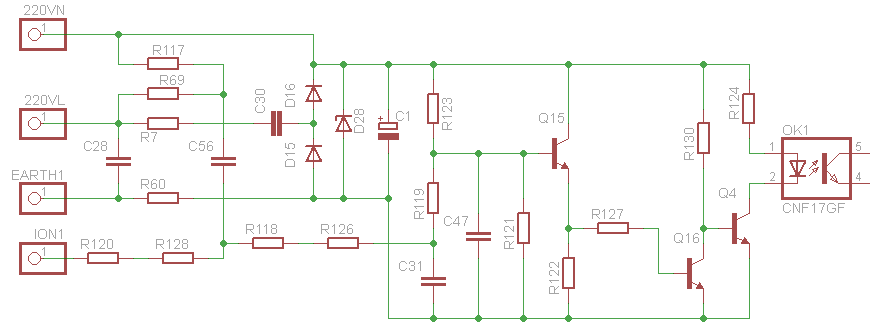 220VN
1
R117
R69
220VL
1
R7
C30
D16
D28
C1
+
R123
Q15
R130
R124
OK1
1
5
2
4
CNF17GF
C28
C56
D15
EARTH1
1
R60
R119
C47
R121
Q4
ION1
1
R120
R128
R118
R126
C31
R122
R127
Q16